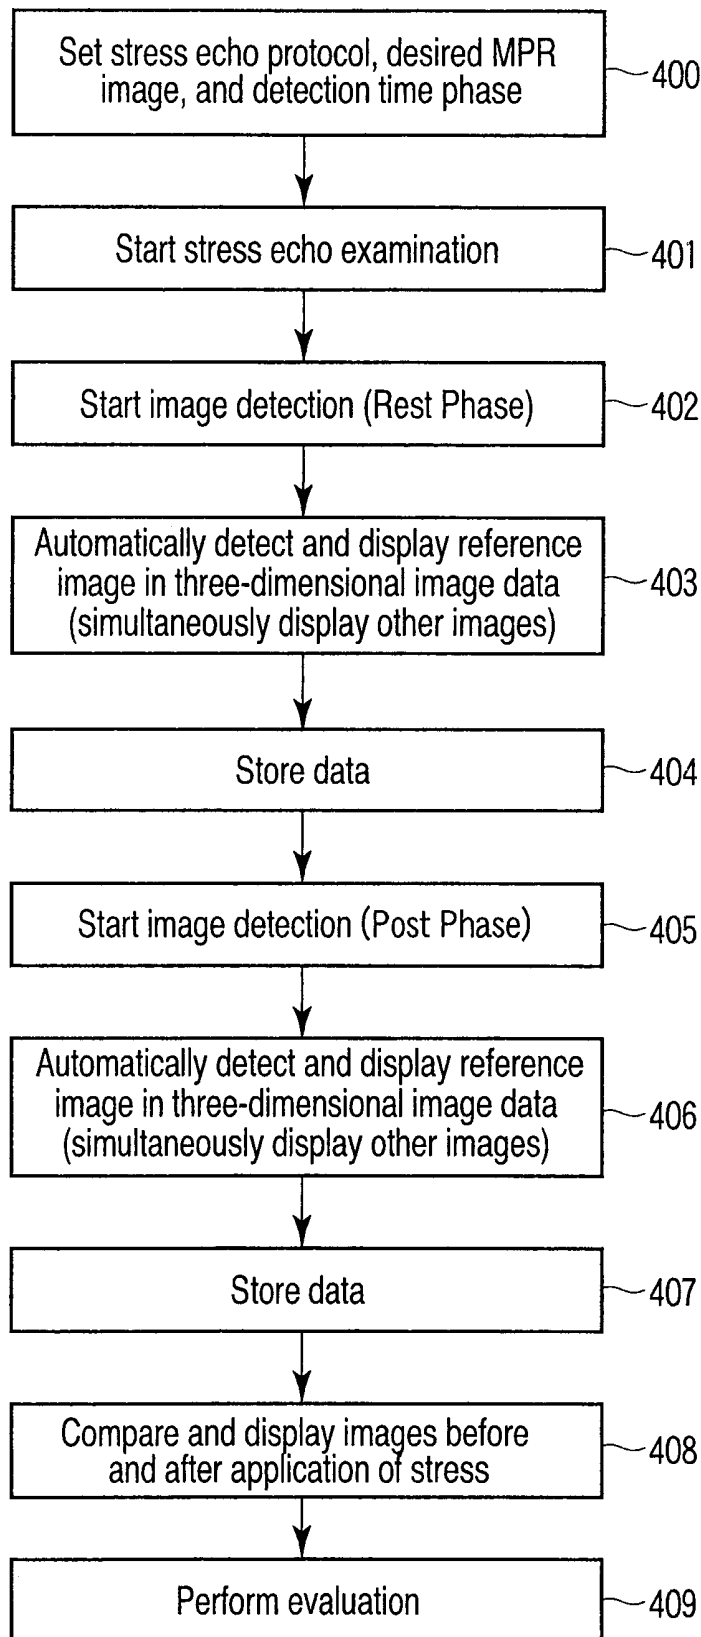 Set stress echo protocol, desired MPR
image, and detection time phase
400
Start stress echo examination
401
Start image detection (Rest Phase)
402
Automatically detect and display reference
image in three-dimensional image data
(simultaneously display other images)
403
Store data
404
Start image detection (Post Phase)
405
Automatically detect and display reference
image in three-dimensional image data
(simultaneously display other images)
406
Store data
407
Compare and display images before
and after application of stress
408
Perform evaluation
409